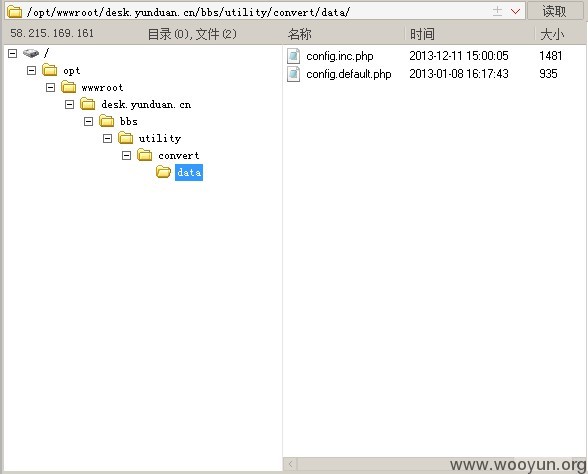 /opt/wwwroot/desk.yunduan.cn/bbs/utility/convert/data/ 读取
58.215.169.161 目录(0),文件(2) 名称 时间 大小
/
opt
wwwroot
desk.yunduan.cn
bbs
utility
convert
data
config.inc.php 2013-12-11 15:00:05 1481
config.default.php 2013-01-08 16:17:43 935
www.wooyun.org